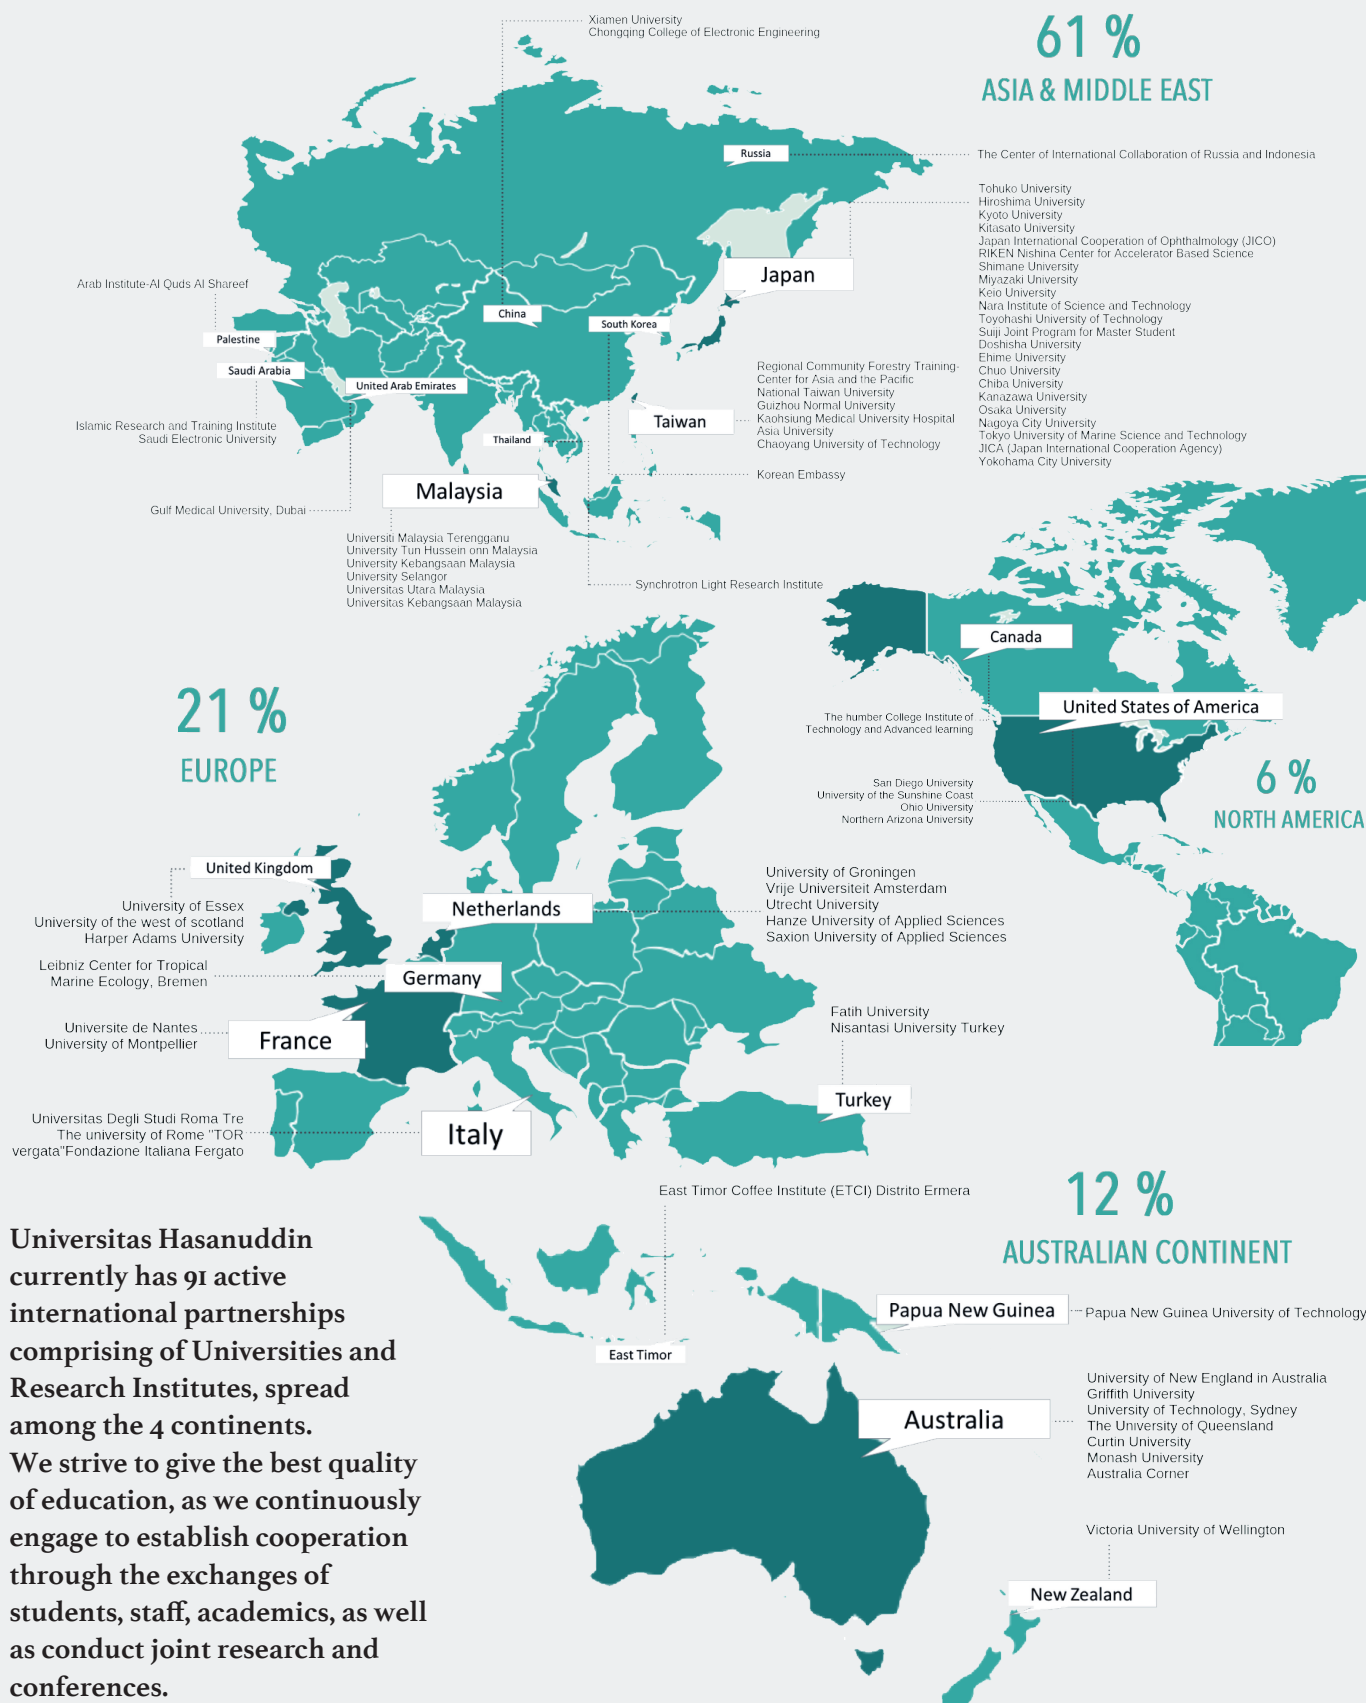 Xiamen University
Chongqing College of Electronic Engineering
61 %
ASIA & MIDDLE EAST
Russia
The Center of International Collaboration of Russia and Indonesia
Tohuko University
Hiroshima University
Kyoto University
Kitasato University
Japan International Cooperation of Ophthalmology (JICO)
RIKEN Nishina Center for Accelerator Based Science
Shimane University
Miyazaki University
Keio University
Nara Institute of Science and Technology
Toyohashi University of Technology
Suiji Joint Program for Master Student
Doshisha University
Ehime University
Chuo University
Chiba University
Kanazawa University
Osaka University
Nagoya City University
Tokyo University of Marine Science and Technology
JICA (Japan International Cooperation Agency)
Yokohama City University
Japan
Arab Institute-Al Quds Al Shareef
China
South Korea
Palestine
Saudi Arabia
United Arab Emirates
Regional Community Forestry Training-
Center for Asia and the Pacific
National Taiwan University
Guizhou Normal University
Kaohsiung Medical University Hospital
Asia University
Chaoyang University of Technology
Taiwan
Islamic Research and Training Institute
Saudi Electronic University
Thailand
Korean Embassy
Malaysia
Gulf Medical University, Dubai
Universiti Malaysia Terengganu
University Tun Hussein onn Malaysia
University Kebangsaan Malaysia
University Selangor
Universitas Utara Malaysia
Universitas Kebangsaan Malaysia
Synchrotron Light Research Institute
Canada
United States of America
The humber College Institute of
Technology and Advanced learning
San Diego University
University of the Sunshine Coast
Ohio University
Northern Arizona University
6 %
NORTH AMERICA
21 %
EUROPE
United Kingdom
University of Essex
University of the west of scotland
Harper Adams University
Netherlands
University of Groningen
Vrije Universiteit Amsterdam
Utrecht University
Hanze University of Applied Sciences
Saxion University of Applied Sciences
Leibniz Center for Tropical
Marine Ecology, Bremen
Germany
Universite de Nantes
University of Montpellier
France
Fatih University
Nisantasi University Turkey
Turkey
Universitas Degli Studi Roma Tre
The university of Rome "TOR
vergata"Fondazione Italiana Fergato
Italy
East Timor Coffee Institute (ETCI) Distrito Ermera
12 %
AUSTRALIAN CONTINENT
Papua New Guinea
Papua New Guinea University of Technology
East Timor
Australia
University of New England in Australia
Griffith University
University of Technology, Sydney
The University of Queensland
Curtin University
Monash University
Australia Corner
Victoria University of Wellington
New Zealand
Universitas Hasanuddin
currently has 91 active
international partnerships
comprising of Universities and
Research Institutes, spread
among the 4 continents.
We strive to give the best quality
of education, as we continuously
engage to establish cooperation
through the exchanges of
students, staff, academics, as well
as conduct joint research and
conferences.